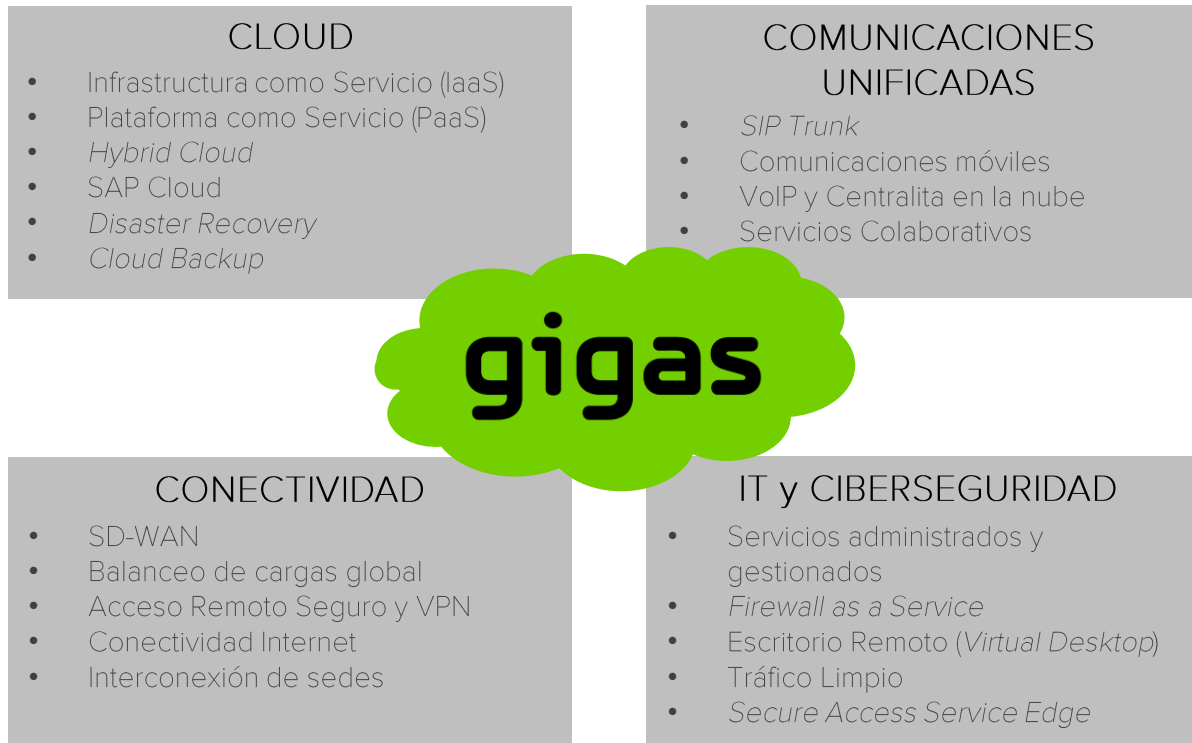 CLOUD
• Infrastructura como Servicio (IaaS)
• Plataforma como Servicio (PaaS)
• Hybrid Cloud
• SAP Cloud
• Disaster Recovery
• Cloud Backup
COMUNICACIONES
UNIFICADAS
• SIP Trunk
• Comunicaciones móviles
• VoIP y Centralita en la nube
• Servicios Colaborativos
gigas
CONECTIVIDAD
• SD-WAN
• Balanceo de cargas global
• Acceso Remoto Seguro y VPN
• Conectividad Internet
• Interconexión de sedes
IT y CIBERSEGURIDAD
• Servicios administrados y
gestionados
• Firewall as a Service
• Escritorio Remoto (Virtual Desktop)
• Tráfico Limpio
• Secure Access Service Edge